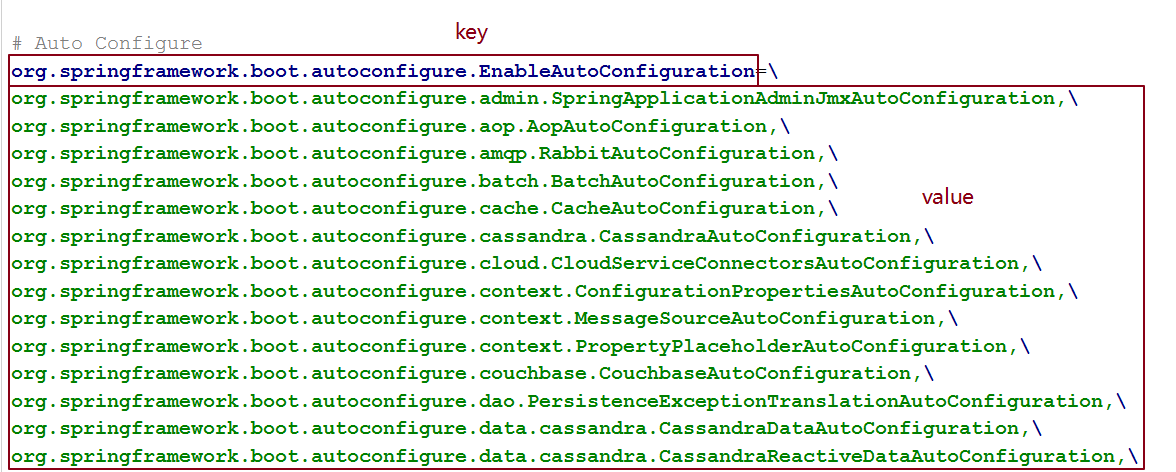 key
# Auto Configure
org.springframework.boot.autoconfigure.EnableAutoConfiguration=\
org.springframework.boot.autoconfigure.admin.SpringApplicationAdminJmxAutoConfiguration,\
org.springframework.boot.autoconfigure.aop.AopAutoConfiguration,\
org.springframework.boot.autoconfigure.amqp.RabbitAutoConfiguration,\
org.springframework.boot.autoconfigure.batch.BatchAutoConfiguration,\
value
org.springframework.boot.autoconfigure.cache.CacheAutoConfiguration,\
org.springframework.boot.autoconfigure.cassandra.CassandraAutoConfiguration,\
org.springframework.boot.autoconfigure.cloud.CloudServiceConnectorsAutoConfiguration,\
org.springframework.boot.autoconfigure.context.ConfigurationPropertiesAutoConfiguration,\
org.springframework.boot.autoconfigure.context.MessageSourceAutoConfiguration,\
org.springframework.boot.autoconfigure.context.PropertyPlaceholderAutoConfiguration,\
org.springframework.boot.autoconfigure.couchbase.CouchbaseAutoConfiguration,\
org.springframework.boot.autoconfigure.dao.PersistenceExceptionTranslationAutoConfiguration,\
org.springframework.boot.autoconfigure.data.cassandra.CassandraDataAutoConfiguration,\
org.springframework.boot.autoconfigure.data.cassandra.CassandraReactiveDataAutoConfiguration,\